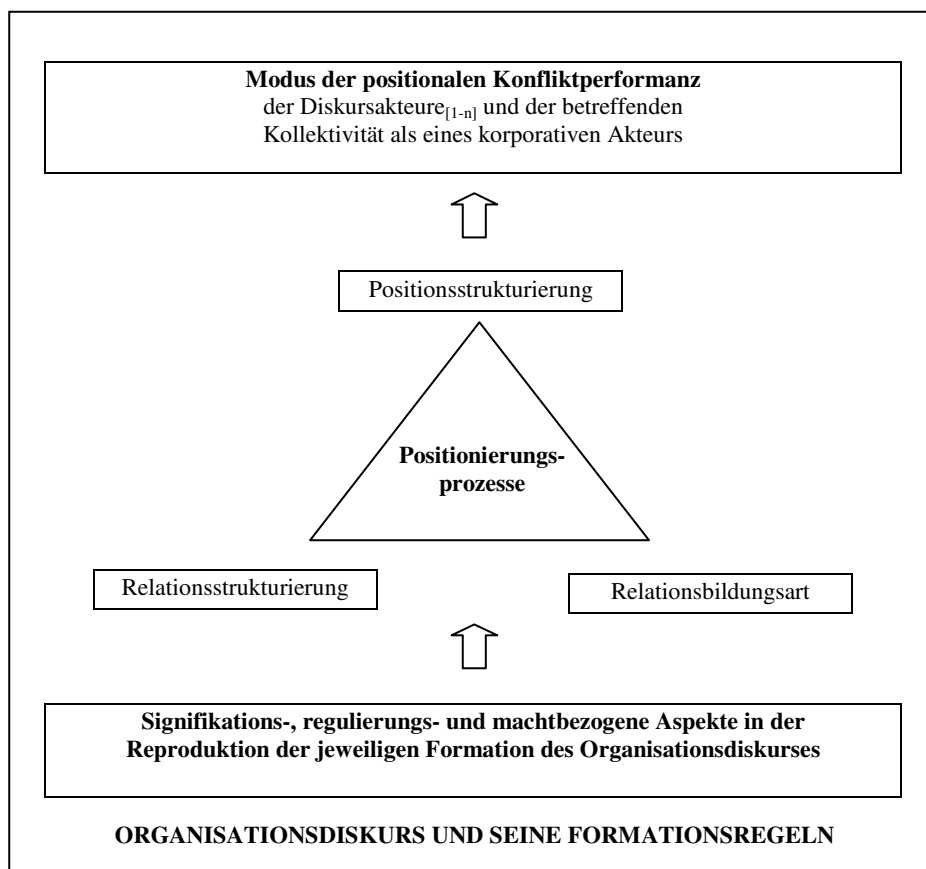 Modus der positionalen Konfliktperformanz
der Diskursakteure[1-n] und der betreffenden
Kollektivität als eines korporativen Akteurs
Positionsstrukturierung
Positionierungs-
prozesse
Relationsstrukturierung
Relationsbildungsart
Signifikations-, regulierungs- und machtbezogene Aspekte in der
Reproduktion der jeweiligen Formation des Organisationsdiskurses
ORGANISATIONSDISKURS UND SEINE FORMATIONSREGELN